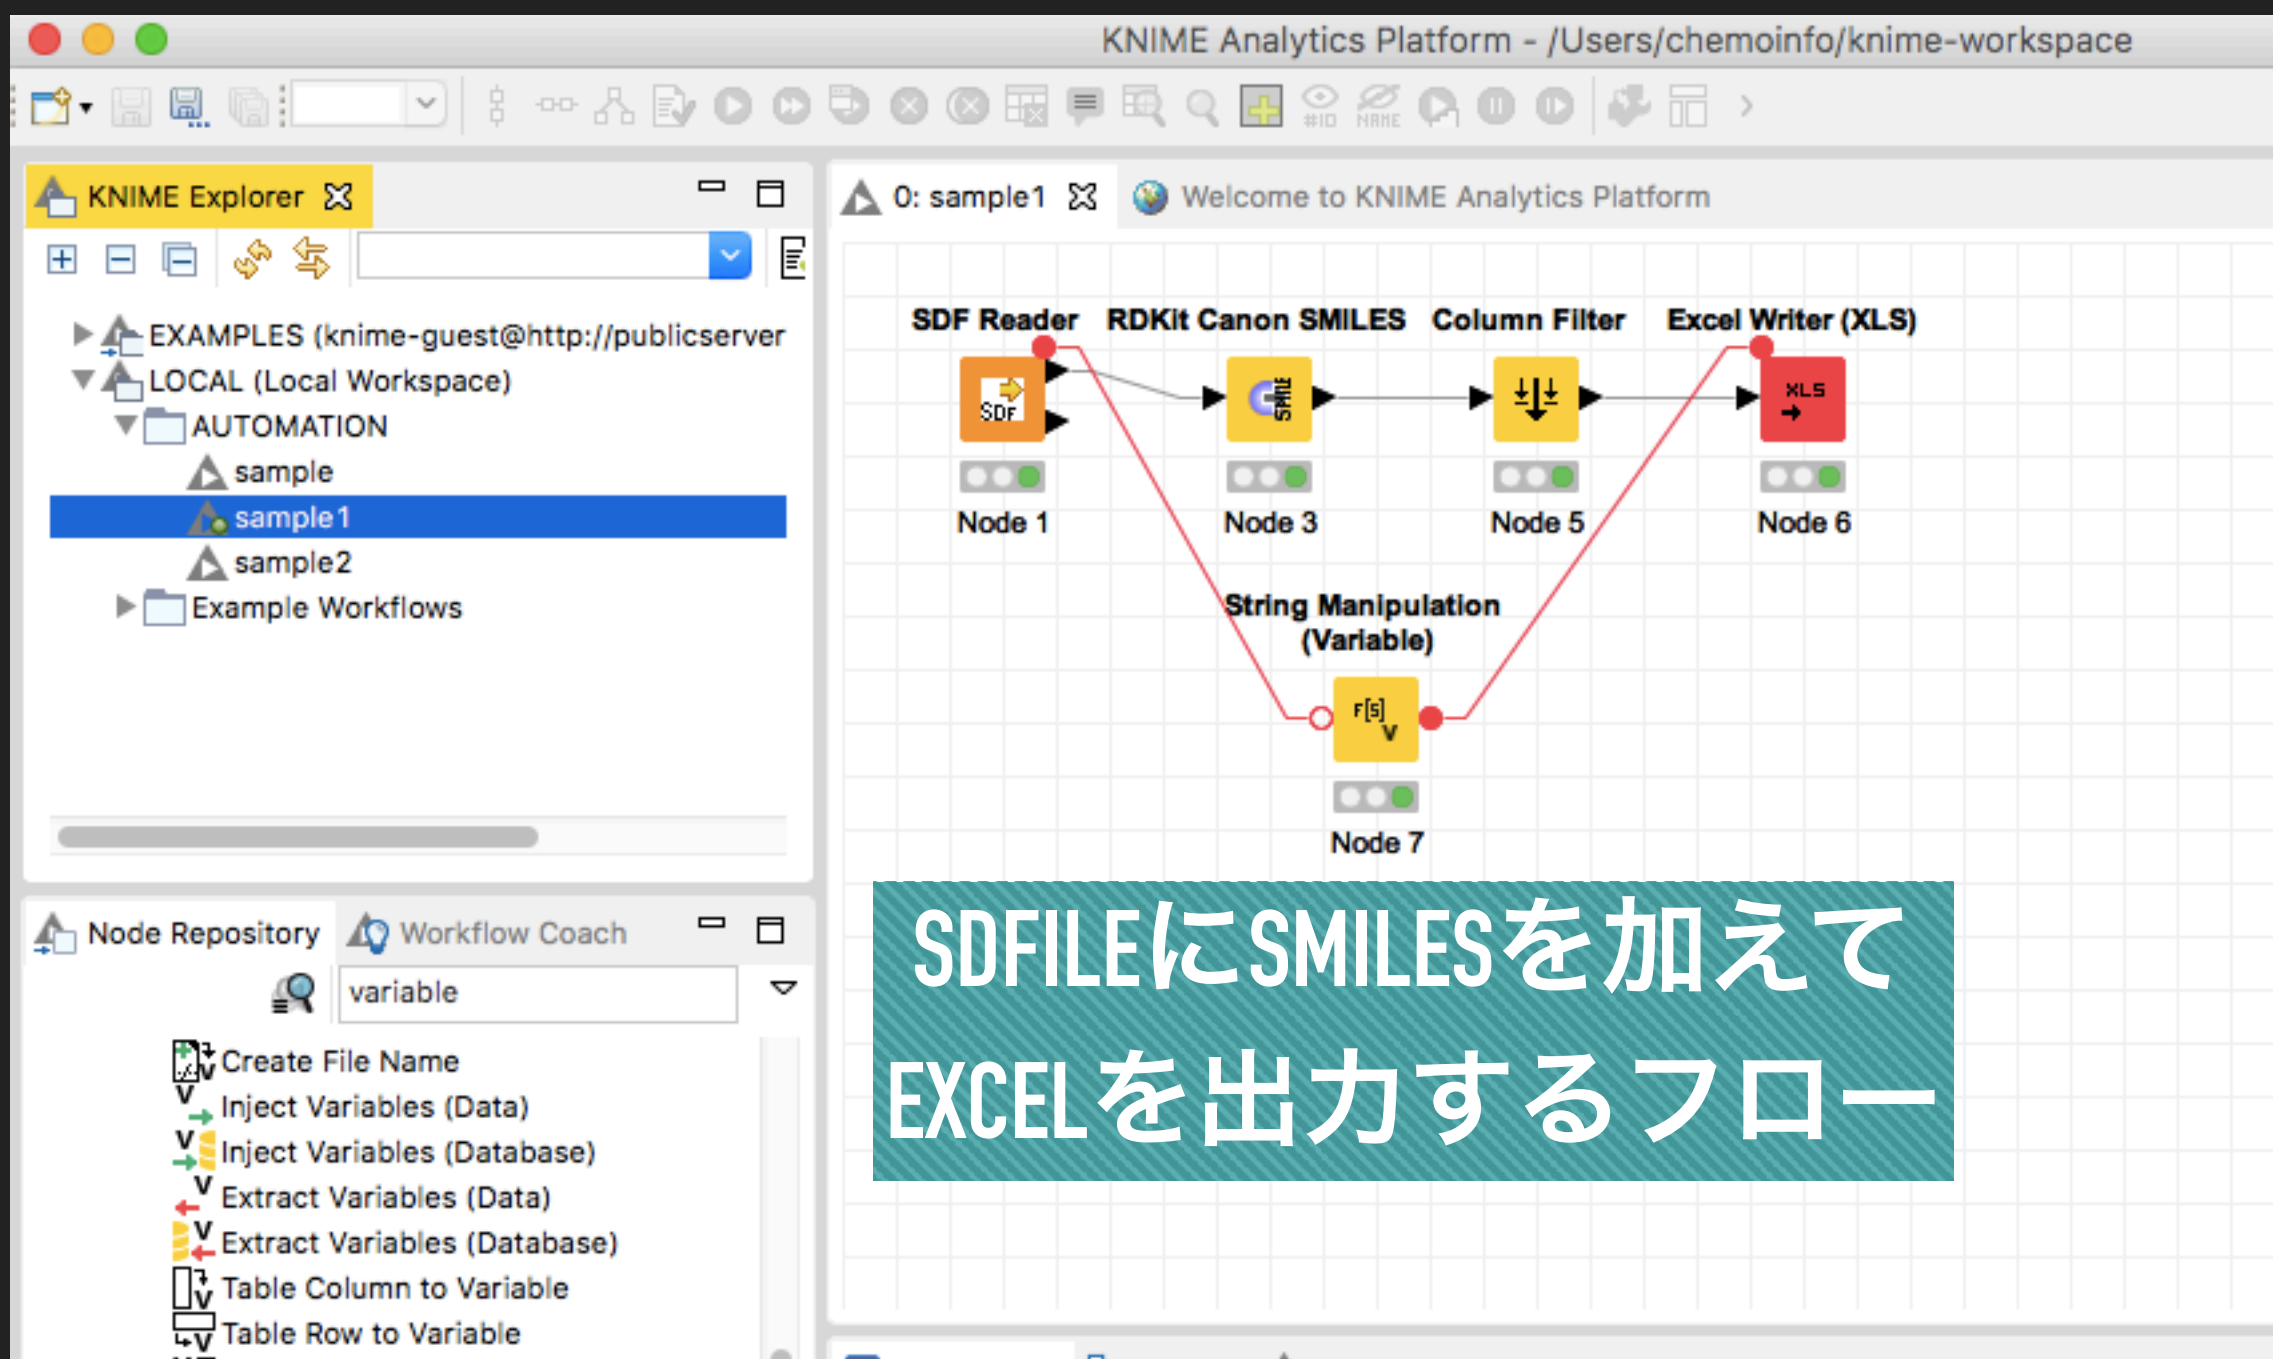 KNIME Analytics Platform - /Users/chemoinfo/knime-workspace
#ID
NAME
KNIME Explorer
EXAMPLES (knime-guest@http://publicserver
LOCAL (Local Workspace)
AUTOMATION
sample
sample1
sample2
Example Workflows
Node Repository
Workflow Coach
variable
Create File Name
Inject Variables (Data)
Inject Variables (Database)
Extract Variables (Data)
Extract Variables (Database)
Table Column to Variable
Table Row to Variable
0: sample1
Welcome to KNIME Analytics Platform
SDF Reader
RDKit Canon SMILES
Column Filter
Excel Writer (XLS)
SDF
SMILE
XLS
Node 1
Node 3
Node 5
Node 6
String Manipulation
(Variable)
F[S]
V
Node 7
SDFILEにSMILESを加えて
EXCELを出力するフロー